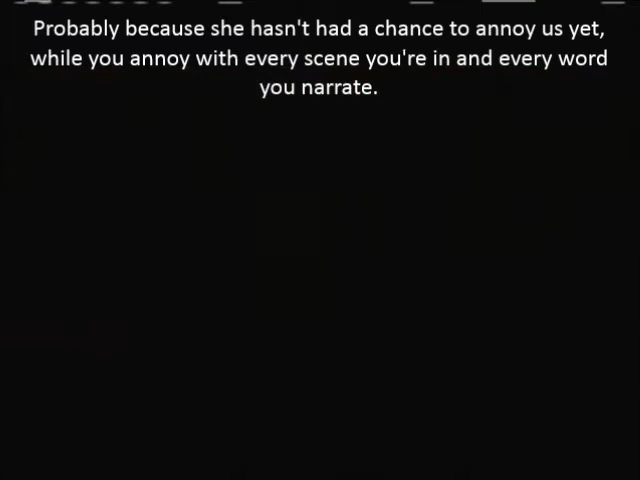 Probably because she hasn't had a chance to annoy us yet,
while you annoy with every scene you're in and every word
you narrate.